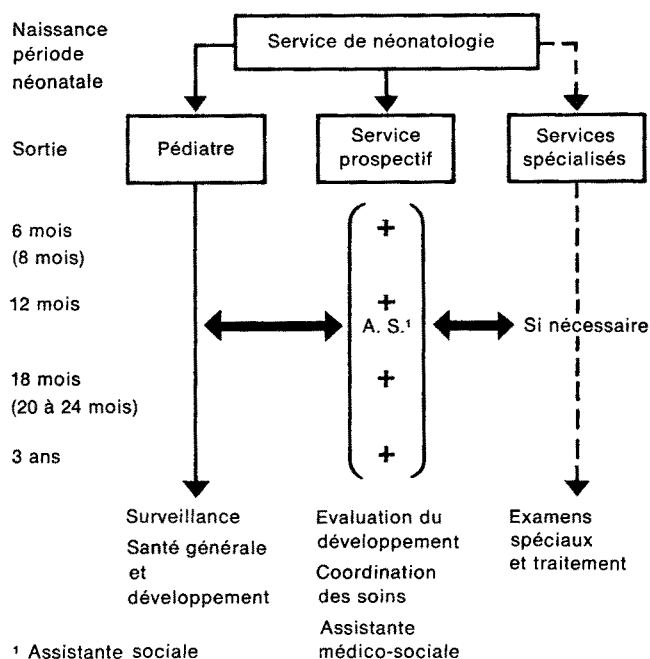 Naissance
période
néonatale
Service de néonatologie
Sortie
Pédiatre
Service
prospectif
Services
spécialisés
6 mois
(8 mois)
+
12 mois
+
A. S.¹
Si nécessaire
18 mois
(20 à 24 mois)
+
3 ans
+
Surveillance
Santé générale
et
développement
Evaluation du
développement
Coordination
des soins
Assistante
médico-sociale
Examens
spéciaux
et traitement
¹ Assistante sociale